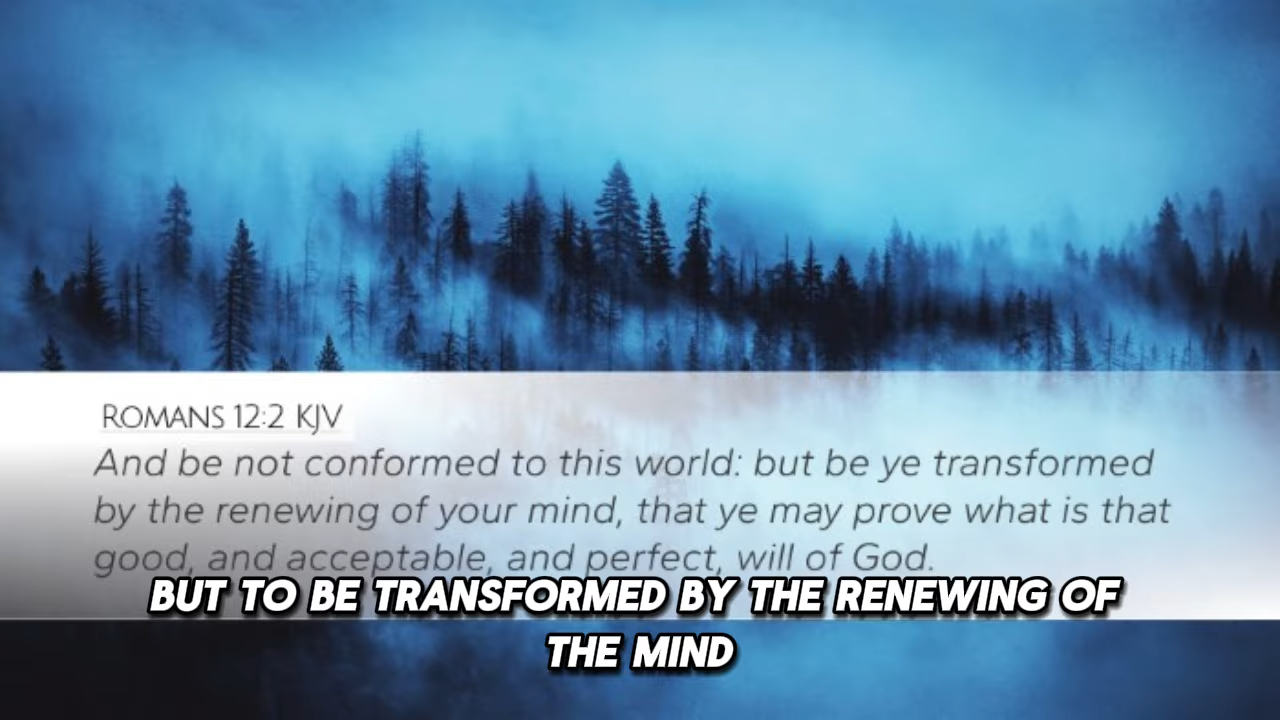 ROMANS 12:2 KJV
And be not conformed to this world: but be ye transformed
by the renewing of your mind, that ye may prove what is that
good, and acceptable, and perfect, will of God.
BUT TO BE TRANSFORMED BY THE RENEWING OF
THE MIND